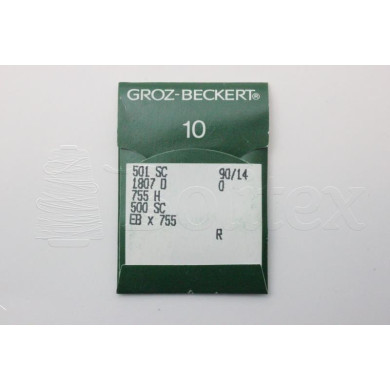 GROZ-BECKERT®
10
501 SC 90/14
1807 D 0
755 H
500 SC
EB x 755
R